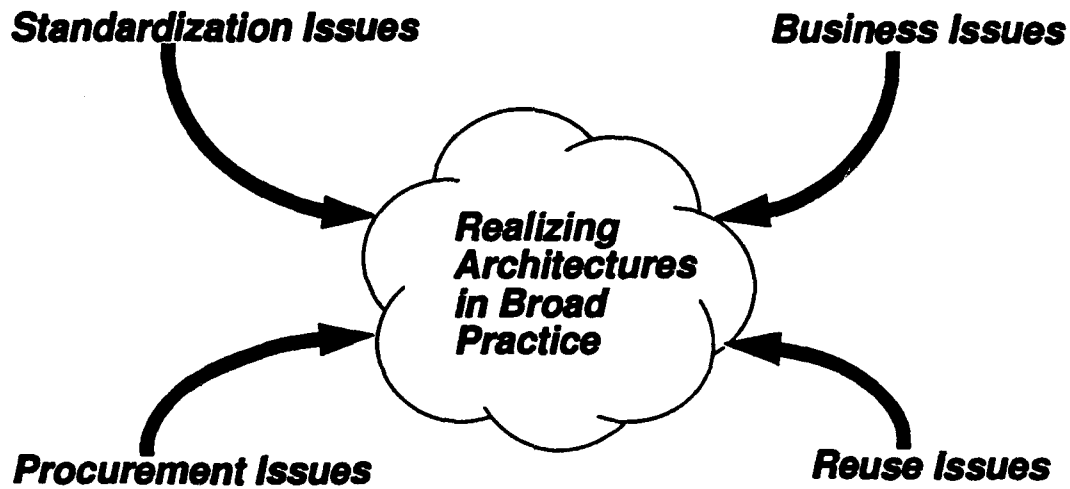 Standardization Issues
Business Issues
Realizing
Architectures
in Broad
Practice
Procurement Issues
Reuse Issues